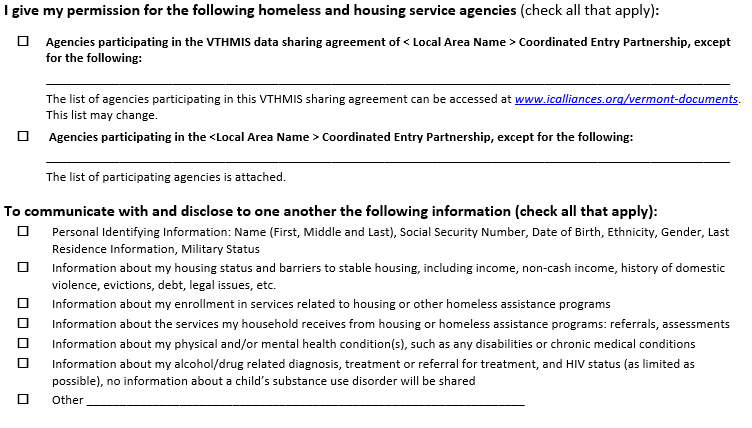 I give my permission for the following homeless and housing service agencies (check all that apply):
☐ Agencies participating in the VTHMIS data sharing agreement of < Local Area Name > Coordinated Entry Partnership, except
for the following:
The list of agencies participating in this VTHMIS sharing agreement can be accessed at www.icalliances.org/vermont-documents.
This list may change.
☐ Agencies participating in the <Local Area Name > Coordinated Entry Partnership, except for the following:
The list of participating agencies is attached.
To communicate with and disclose to one another the following information (check all that apply):
☐ Personal Identifying Information: Name (First, Middle and Last), Social Security Number, Date of Birth, Ethnicity, Gender, Last
Residence Information, Military Status
☐ Information about my housing status and barriers to stable housing, including income, non-cash income, history of domestic
violence, evictions, debt, legal issues, etc.
☐ Information about my enrollment in services related to housing or other homeless assistance programs
☐ Information about the services my household receives from housing or homeless assistance programs: referrals, assessments
☐ Information about my physical and/or mental health condition(s), such as any disabilities or chronic medical conditions
☐ Information about my alcohol/drug related diagnosis, treatment or referral for treatment, and HIV status (as limited as
possible), no information about a child's substance use disorder will be shared
☐ Other ____________________